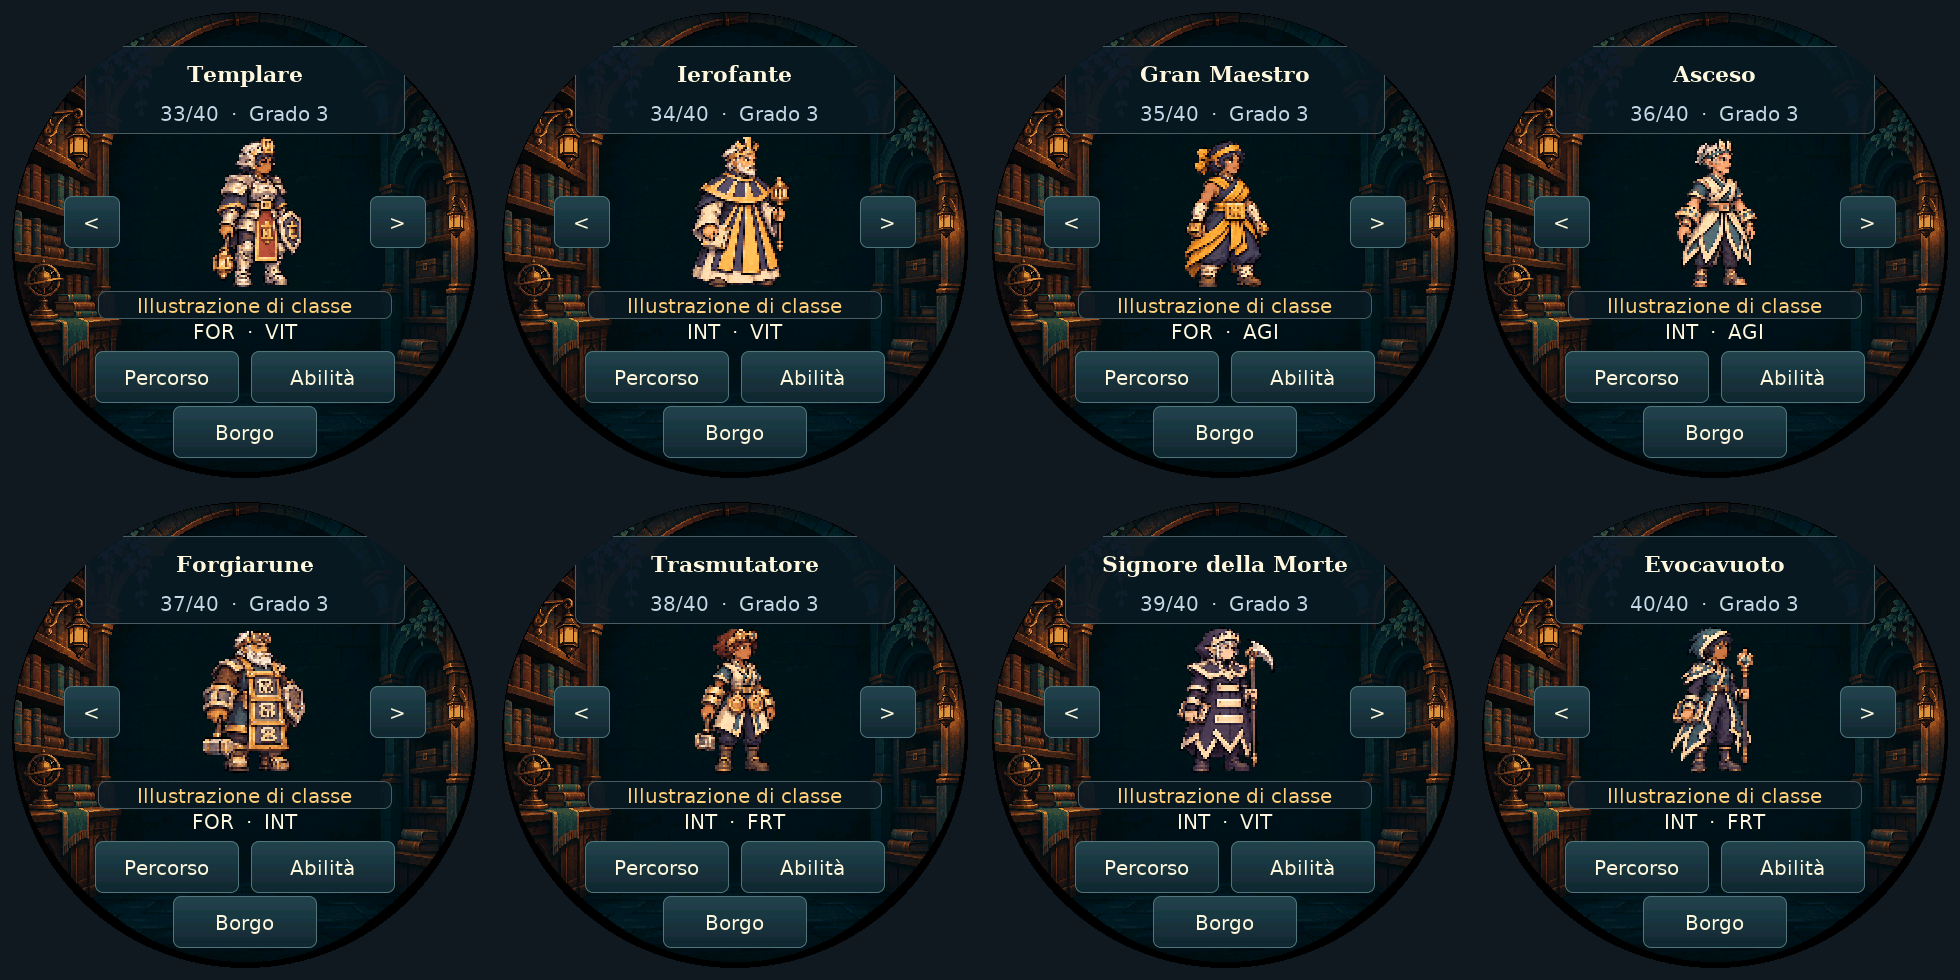 Templare
33/40 · Grado 3
<
>
Illustrazione di classe
FOR · VIT
Percorso
Abilità
Borgo
Ierofante
34/40 · Grado 3
<
>
Illustrazione di classe
INT · VIT
Percorso
Abilità
Borgo
Gran Maestro
35/40 · Grado 3
<
>
Illustrazione di classe
FOR · AGI
Percorso
Abilità
Borgo
Asceso
36/40 · Grado 3
<
>
Illustrazione di classe
INT · AGI
Percorso
Abilità
Borgo
Forgiarune
37/40 · Grado 3
<
>
Illustrazione di classe
FOR · INT
Percorso
Abilità
Borgo
Trasmutatore
38/40 · Grado 3
<
>
Illustrazione di classe
INT · FRT
Percorso
Abilità
Borgo
Signore della Morte
39/40 · Grado 3
<
>
Illustrazione di classe
INT · VIT
Percorso
Abilità
Borgo
Evocavuoto
40/40 · Grado 3
<
>
Illustrazione di classe
INT · FRT
Percorso
Abilità
Borgo